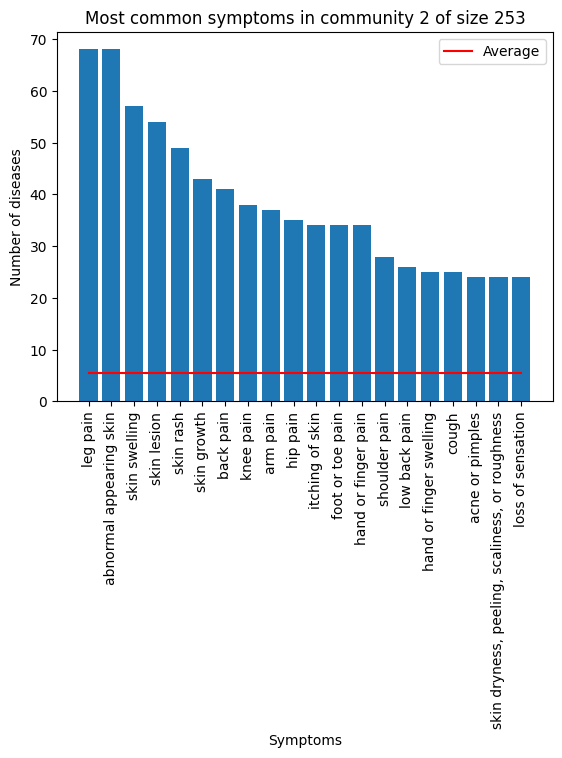 Most common symptoms in community 2 of size 253
Average
Number of diseases
70
60
50
40
30
20
10
0
leg pain
abnormal appearing skin
skin swelling
skin lesion
skin rash
skin growth
back pain
knee pain
arm pain
hip pain
itching of skin
foot or toe pain
hand or finger pain
shoulder pain
low back pain
hand or finger swelling
cough
acne or pimples
skin dryness, peeling, scaliness, or roughness
loss of sensation
Symptoms